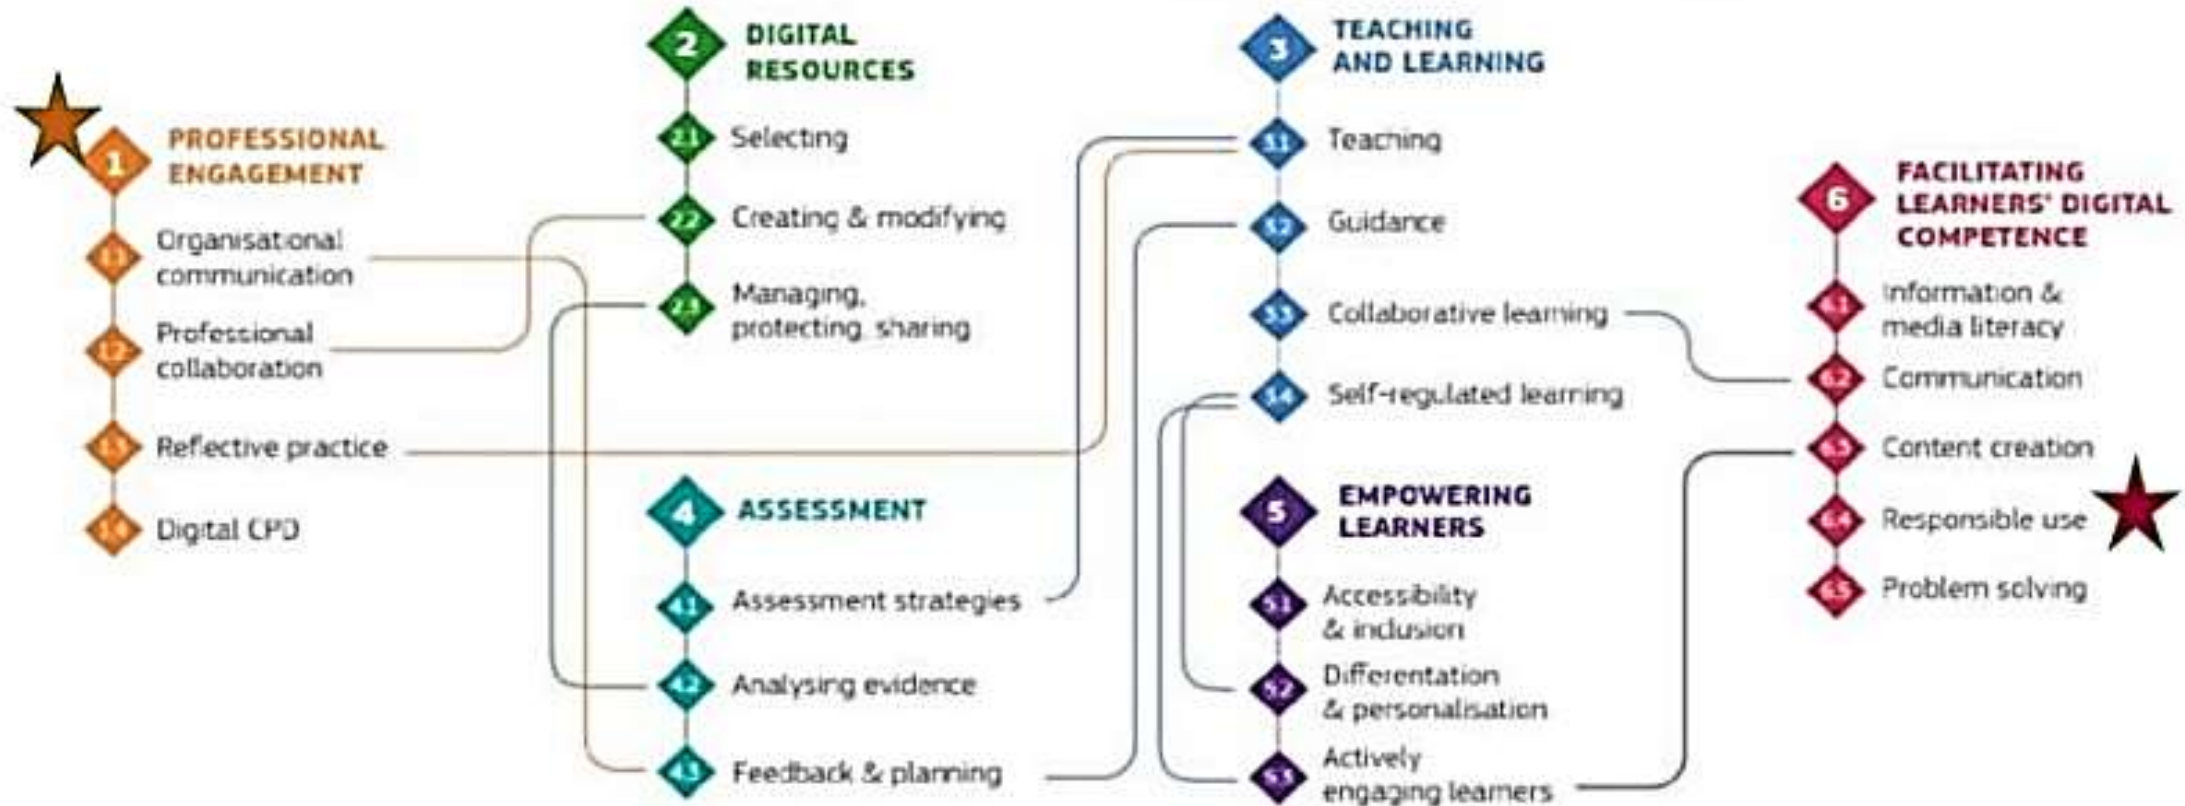 1
PROFESSIONAL
ENGAGEMENT
1.1
Organisational
communication
1.2
Professional
collaboration
1.3
Reflective practice
1.4
Digital CPD
2
DIGITAL
RESOURCES
2.1
Selecting
2.2
Creating & modifying
2.3
Managing,
protecting, sharing
3
TEACHING
AND LEARNING
3.1
Teaching
3.2
Guidance
3.3
Collaborative learning
3.4
Self-regulated learning
4
ASSESSMENT
4.1
Assessment strategies
4.2
Analysing evidence
4.3
Feedback & planning
5
EMPOWERING
LEARNERS
5.1
Accessibility
& inclusion
5.2
Differentation
& personalisation
5.3
Actively
engaging learners
6
FACILITATING
LEARNERS' DIGITAL
COMPETENCE
6.1
Information &
media literacy
6.2
Communication
6.3
Content creation
6.4
Responsible use
6.5
Problem solving